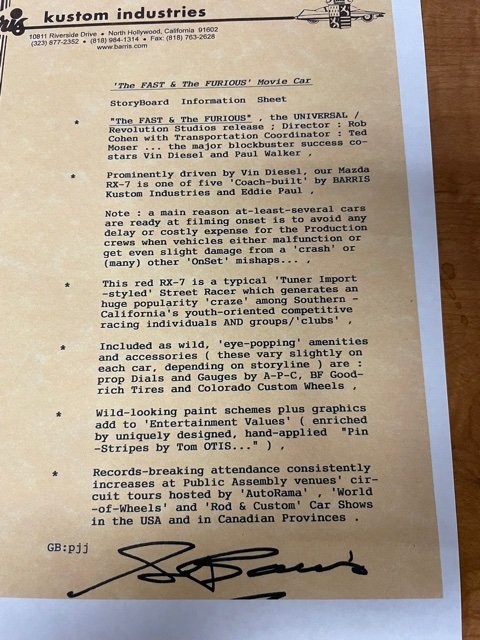 kustom industries
10811 Riverside Drive • North Hollywood, California 91602
(323) 877-2352 • (818) 984-1314 • Fax: (818) 763-2628
www.barris.com
'The FAST & The FURIOUS' Movie Car
StoryBoard Information Sheet
* "The FAST & The FURIOUS" , the UNIVERSAL /
Revolution Studios release ; Director : Rob
Cohen with Transportation Coordinator : Ted
Moser ... the major blockbuster success co-
stars Vin Diesel and Paul Walker ,
* Prominently driven by Vin Diesel, our Mazda
RX-7 is one of five 'Coach-built' by BARRIS
Kustom Industries and Eddie Paul ,
Note : a main reason at-least-several cars
are ready at filming onset is to avoid any
delay or costly expense for the Production
crews when vehicles either malfunction or
get even slight damage from a 'crash' or
(many) other 'OnSet' mishaps... ,
* This red RX-7 is a typical 'Tuner Import
-styled' Street Racer which generates an
huge popularity 'craze' among Southern -
California's youth-oriented competitive
racing individuals AND groups/'clubs' ,
* Included as wild, 'eye-popping' amenities
and accessories ( these vary slightly on
each car, depending on storyline ) are :
prop Dials and Gauges by A-P-C, BF Good-
rich Tires and Colorado Custom Wheels ,
* Wild-looking paint schemes plus graphics
add to 'Entertainment Values' ( enriched
by uniquely designed, hand-applied "Pin
-Stripes by Tom OTIS..." ) ,
* Records-breaking attendance consistently
increases at Public Assembly venues' cir-
cuit tours hosted by 'AutoRama' , 'World
-of-Wheels' and 'Rod & Custom' Car Shows
in the USA and in Canadian Provinces .
GB:pjj